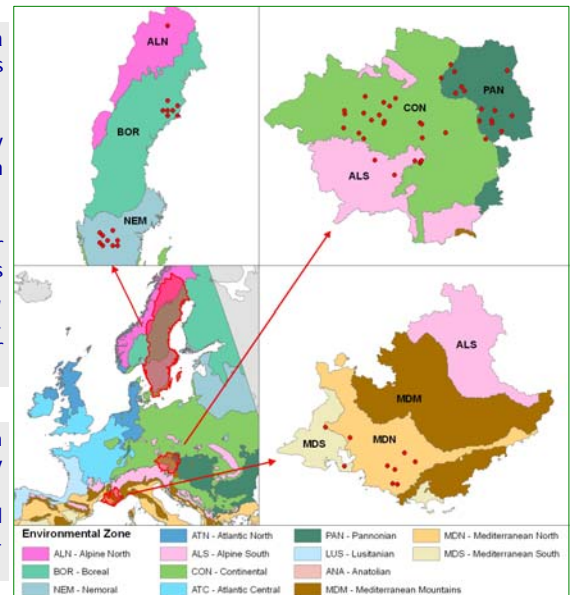 ALN
BOR
NEM
CON
PAN
ALS
ALS
MDM
MDS
MDN
Environmental Zone
ALN - Alpine North
BOR - Boreal
NEM - Nemoral
ATN - Atlantic North
ALS - Alpine South
CON - Continental
ATC - Atlantic Central
PAN - Pannonian
LUS - Lusitanian
ANA - Anatolian
MDM - Mediterranean Mountains
MDN - Mediterranean North
MDS - Mediterranean South